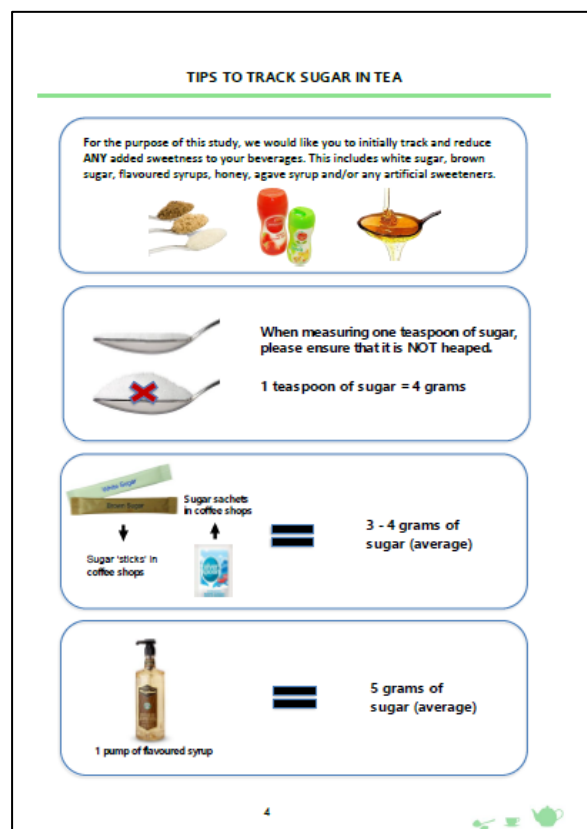 TIPS TO TRACK SUGAR IN TEA
For the purpose of this study, we would like you to initially track and reduce
ANY added sweetness to your beverages. This includes white sugar, brown
sugar, flavoured syrups, honey, agave syrup and/or any artificial sweeteners.
When measuring one teaspoon of sugar,
please ensure that it is NOT heaped.
1 teaspoon of sugar = 4 grams
White Sugar
Brown Sugar
Sugar sachets
in coffee shops
Sugar 'sticks' in
coffee shops
3 - 4 grams of
sugar (average)
1 pump of flavoured syrup
5 grams of
sugar (average)
4